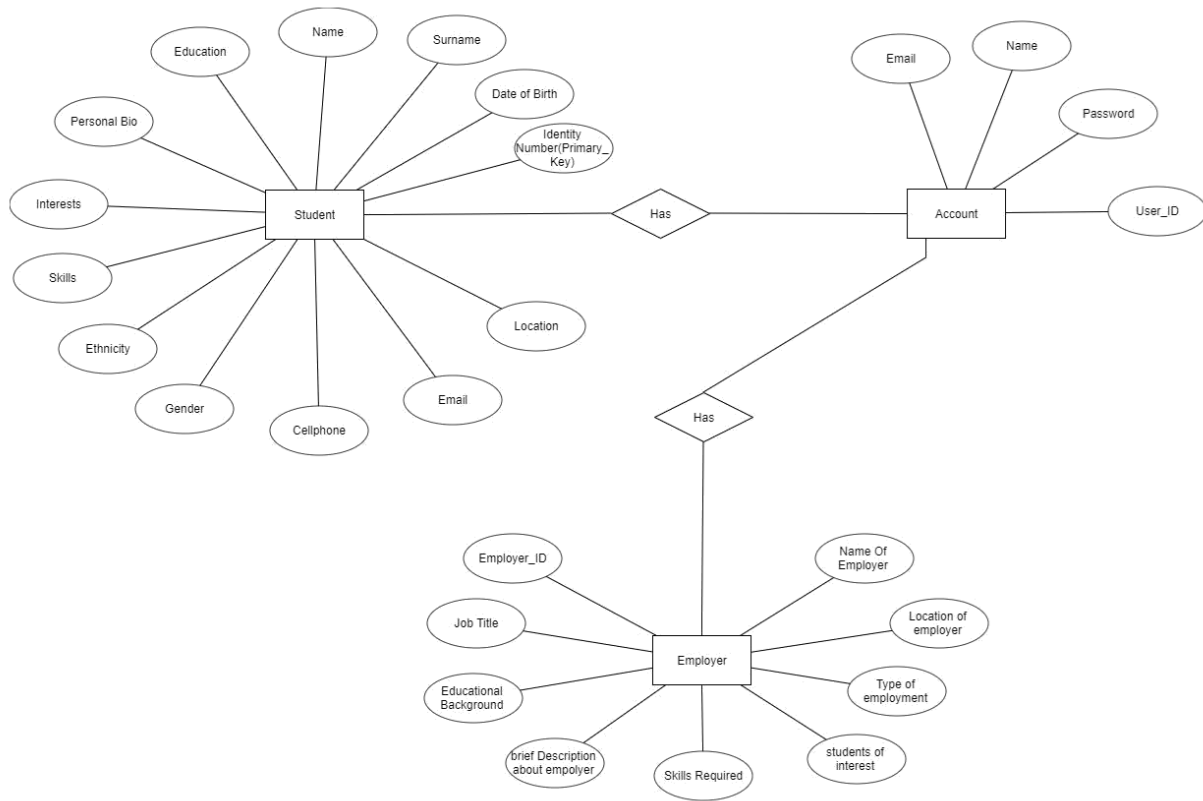 Name
Surname
Education
Date of Birth
Personal Bio
Identity
Number(Primary_
Key)
Interests
Student
Skills
Location
Ethnicity
Email
Gender
Cellphone
Has
Email
Name
Password
Account
User_ID
Has
Employer_ID
Name Of
Employer
Job Title
Location of
employer
Employer
Educational
Background
Type of
employment
brief Description
about empolyer
Skills Required
students of
interest